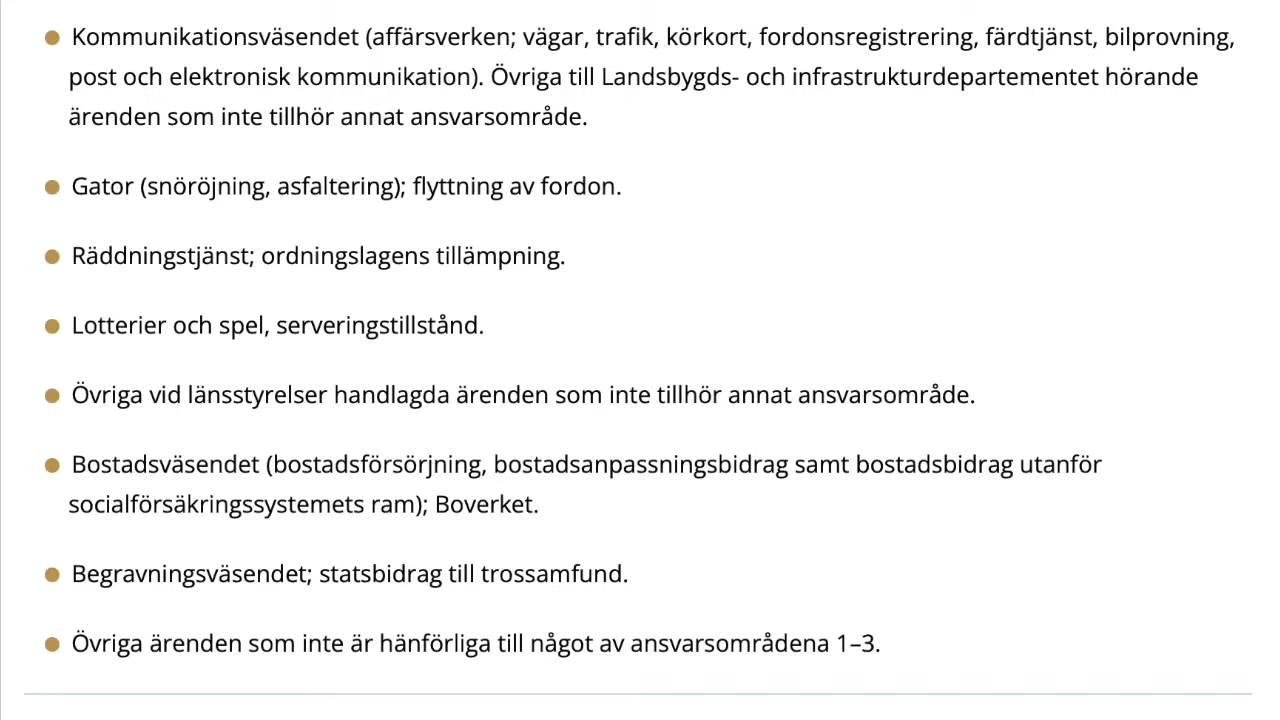 Kommunikationsväsendet (affärsverken; vägar, trafik, körkort, fordonsregistrering, färdtjänst, bilprovning,
post och elektronisk kommunikation). Övriga till Landsbygds- och infrastrukturdepartementet hörande
ärenden som inte tillhör annat ansvarsområde.
Gator (snöröjning, asfaltering); flyttning av fordon.
Räddningstjänst; ordningslagens tillämpning.
Lotterier och spel, serveringstillstånd.
Övriga vid länsstyrelser handlagda ärenden som inte tillhör annat ansvarsområde.
Bostadsväsendet (bostadsförsörjning, bostadsanpassningsbidrag samt bostadsbidrag utanför
socialförsäkringssystemets ram); Boverket.
Begravningsväsendet; statsbidrag till trossamfund.
Övriga ärenden som inte är hänförliga till något av ansvarsområdena 1–3.